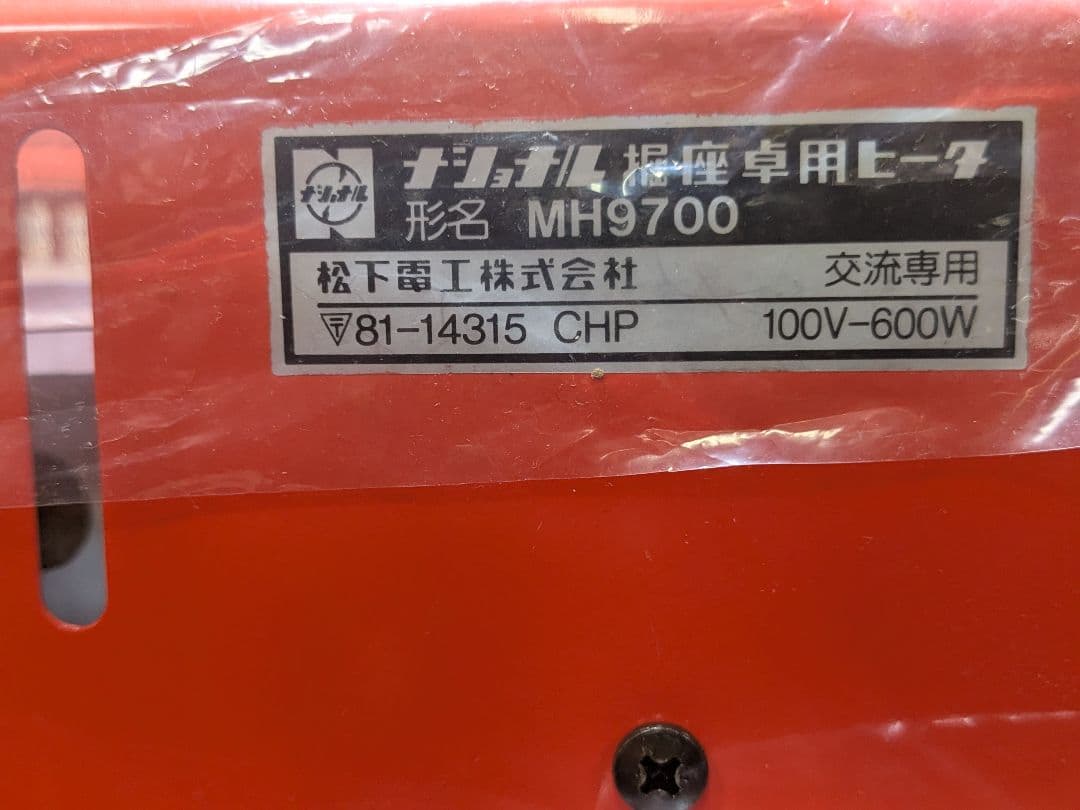 ナショナル
ナショナル 掘座卓用ヒータ
形名 MH9700
松下電工株式会社 交流専用
〒81-14315 CHP 100V-600W